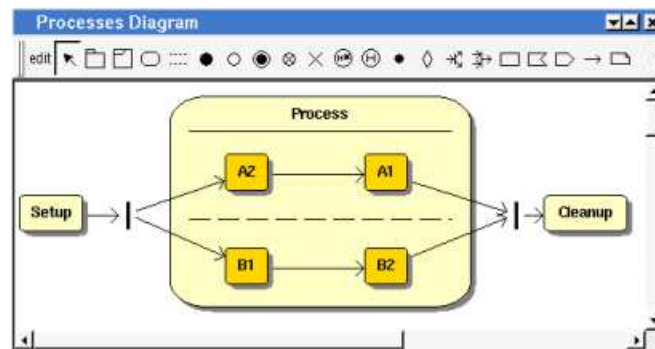 Processes Diagram
edit
Process
A2 A1
Setup Cleanup
B1 B2